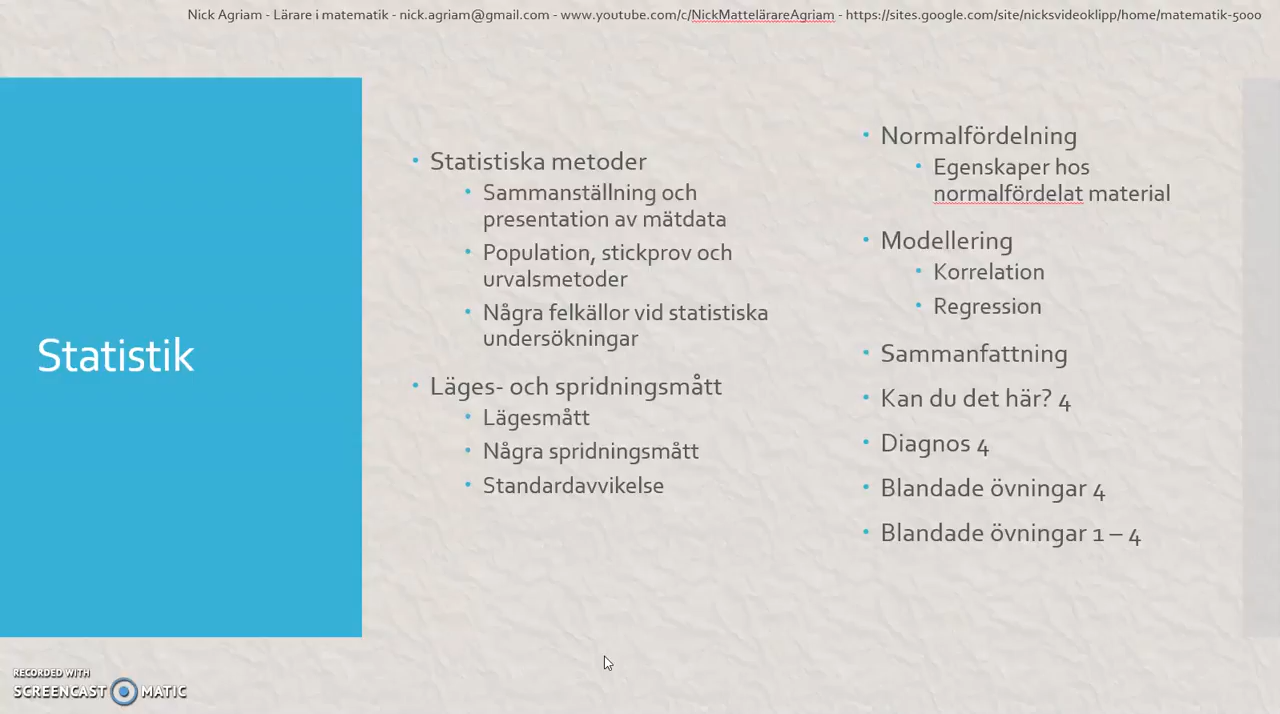 Nick Agriam - Lärare i matematik - nick.agriam@gmail.com - www.youtube.com/c/NickMattelärareAgriam - https://sites.google.com/site/nicksvideoklipp/home/matematik-5000
Statistik
• Statistiska metoder
• Sammanställning och
presentation av mätdata
• Population, stickprov och
urvalsmetoder
• Några felkällor vid statistiska
undersökningar
• Läges- och spridningsmått
• Lägesmått
• Några spridningsmått
• Standardavvikelse
• Normalfördelning
• Egenskaper hos
normalfördelat material
• Modellering
• Korrelation
• Regression
• Sammanfattning
• Kan du det här? 4
• Diagnos 4
• Blandade övningar 4
• Blandade övningar 1 – 4
RECORDED WITH
SCREENCAST MATIC